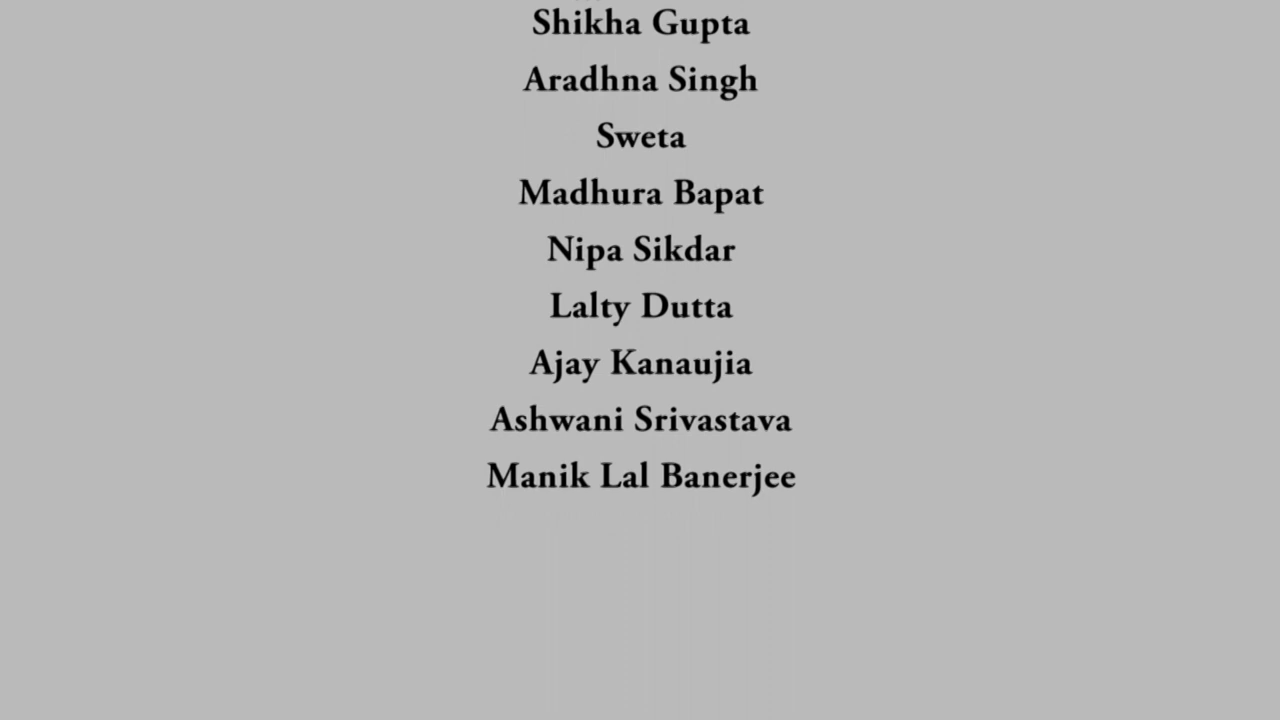 Shikha Gupta
Aradhna Singh
Sweta
Madhura Bapat
Nipa Sikdar
Lalty Dutta
Ajay Kanaujia
Ashwani Srivastava
Manik Lal Banerjee